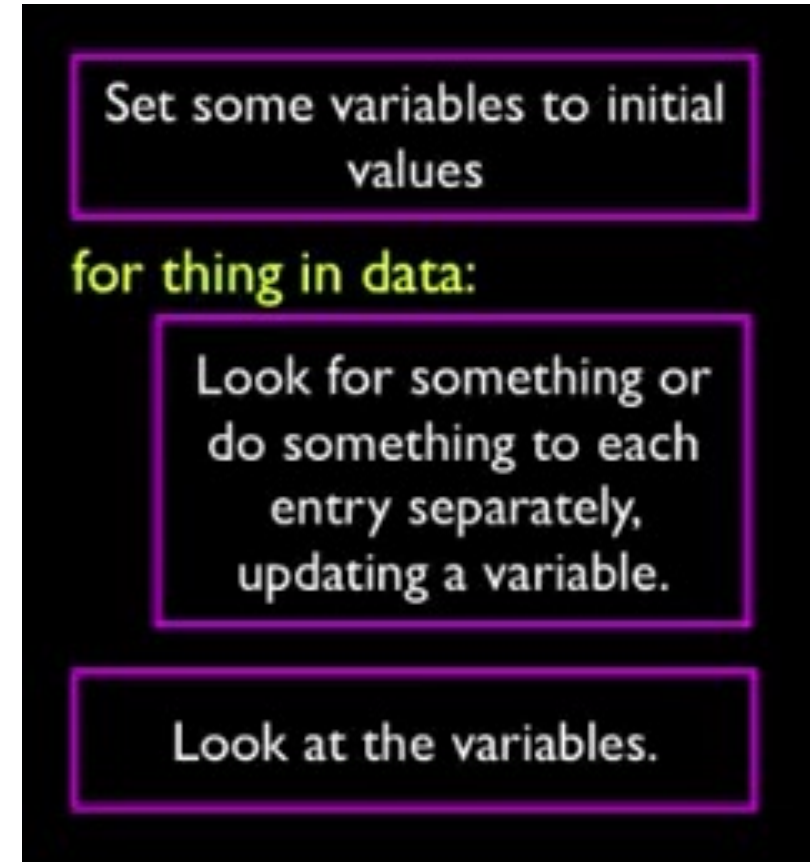 Set some variables to initial
values
for thing in data:
Look for something or
do something to each
entry separately,
updating a variable.
Look at the variables.